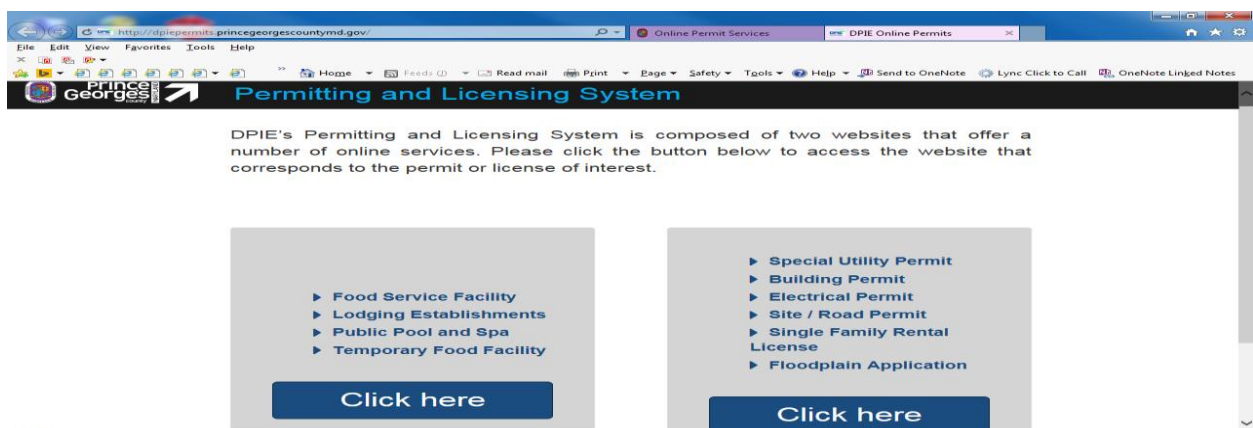 http://dpiepermits.princegeorgescountymd.gov/
Online Permit Services
DPIE Online Permits
File Edit View Favorites Tools Help
Home Feeds (J) Read mail Print Page Safety Tools Help Send to OneNote Lync Click to Call OneNote Linked Notes
Prince George's county
Permitting and Licensing System
DPIE's Permitting and Licensing System is composed of two websites that offer a
number of online services. Please click the button below to access the website that
corresponds to the permit or license of interest.
Food Service Facility
Lodging Establishments
Public Pool and Spa
Temporary Food Facility
Click here
Special Utility Permit
Building Permit
Electrical Permit
Site / Road Permit
Single Family Rental
License
Floodplain Application
Click here